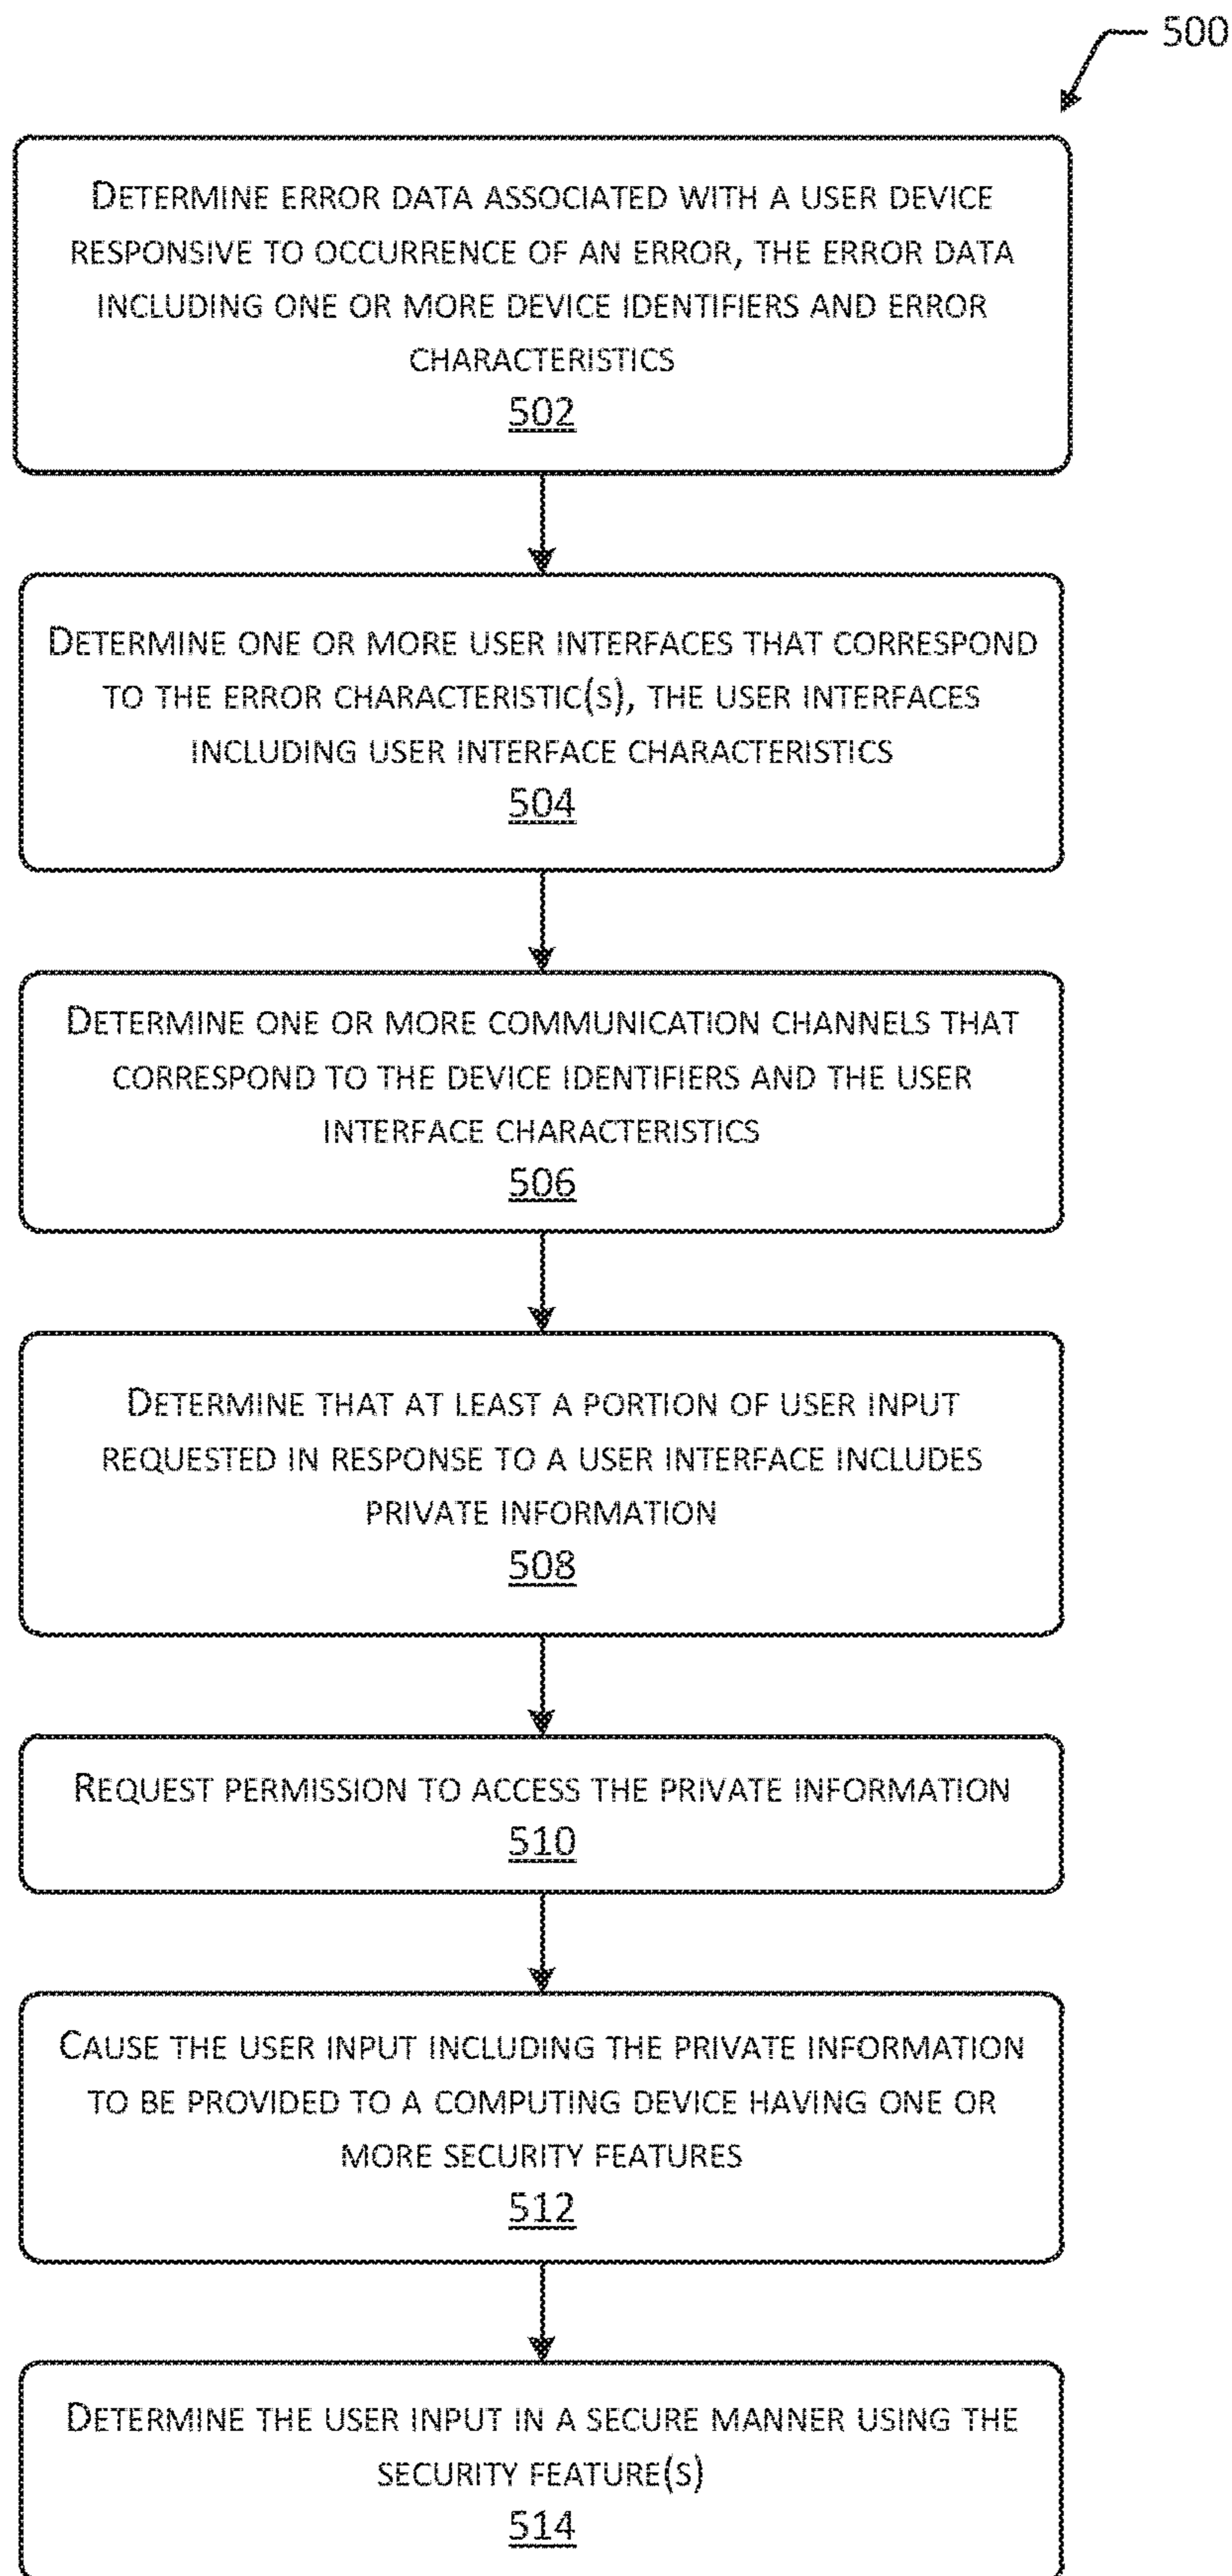 500
DETERMINE ERROR DATA ASSOCIATED WITH A USER DEVICE
RESPONSIVE TO OCCURRENCE OF AN ERROR, THE ERROR DATA
INCLUDING ONE OR MORE DEVICE IDENTIFIERS AND ERROR
CHARACTERISTICS
502
DETERMINE ONE OR MORE USER INTERFACES THAT CORRESPOND
TO THE ERROR CHARACTERISTIC(S), THE USER INTERFACES
INCLUDING USER INTERFACE CHARACTERISTICS
504
DETERMINE ONE OR MORE COMMUNICATION CHANNELS THAT
CORRESPOND TO THE DEVICE IDENTIFIERS AND THE USER
INTERFACE CHARACTERISTICS
506
DETERMINE THAT AT LEAST A PORTION OF USER INPUT
REQUESTED IN RESPONSE TO A USER INTERFACE INCLUDES
PRIVATE INFORMATION
508
REQUEST PERMISSION TO ACCESS THE PRIVATE INFORMATION
510
CAUSE THE USER INPUT INCLUDING THE PRIVATE INFORMATION
TO BE PROVIDED TO A COMPUTING DEVICE HAVING ONE OR
MORE SECURITY FEATURES
512
DETERMINE THE USER INPUT IN A SECURE MANNER USING THE
SECURITY FEATURE(S)
514